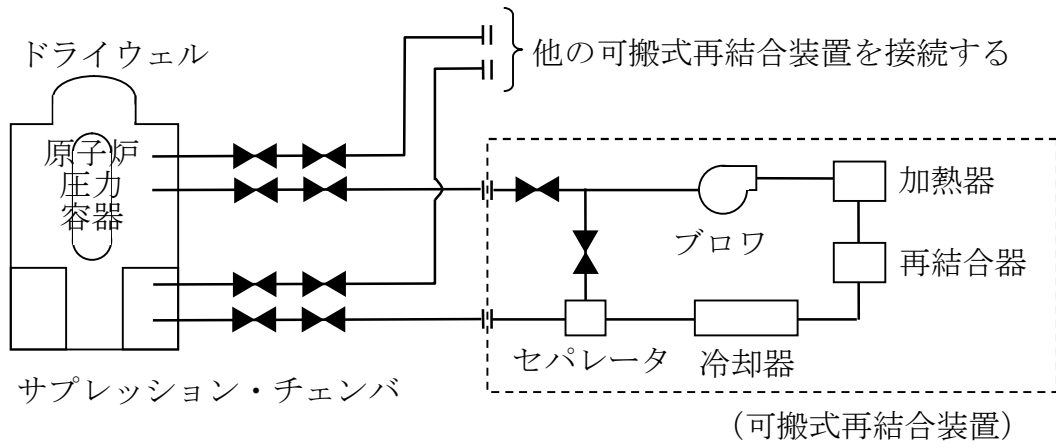 ドライウェル
他の可搬式再結合装置を接続する
原子炉
圧力
容器
加熱器
ブロワ
再結合器
セパレータ
冷却器
サプレッション・チェンバ
(可搬式再結合装置)